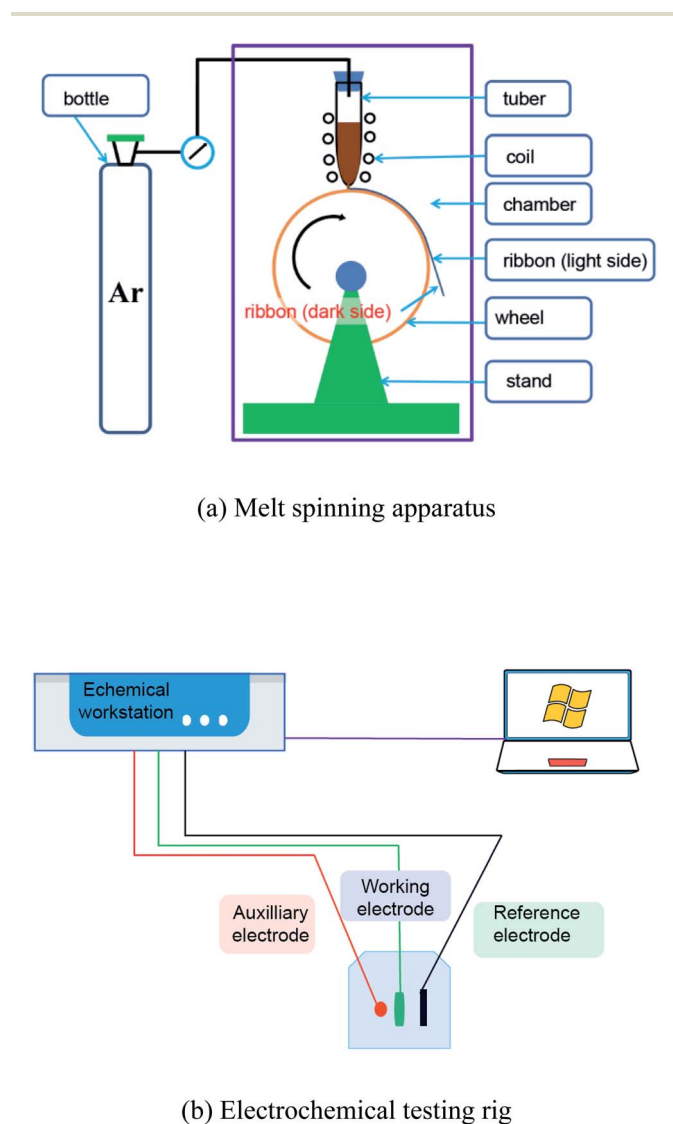 bottle
tuber
coil
chamber
ribbon (light side)
Ar
ribbon (dark side)
wheel
stand
(a) Melt spinning apparatus
Echemical
workstation
Working
electrode
Auxilliary
electrode
Reference
electrode
(b) Electrochemical testing rig